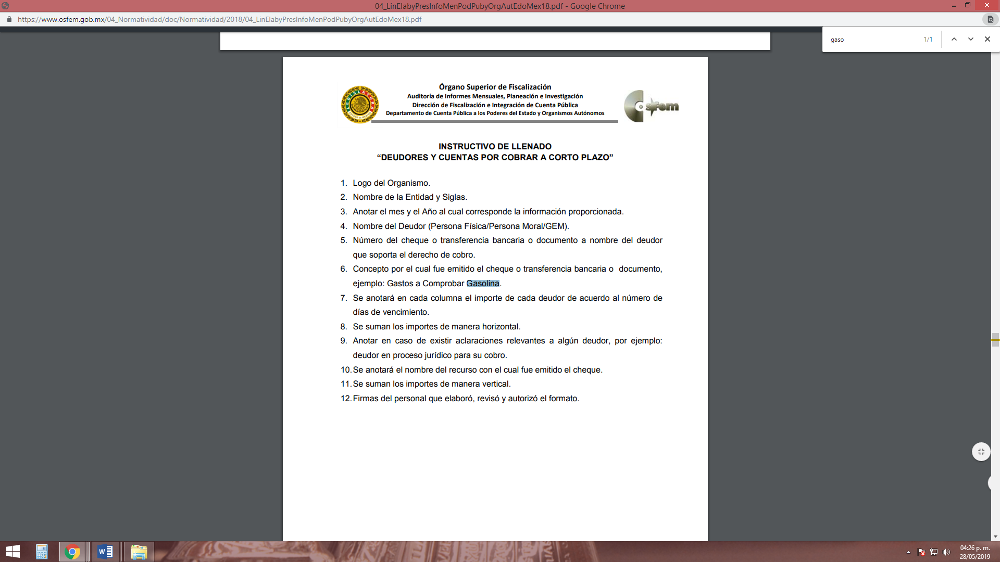 04_LinElabyPresInfoMenPodPubyOrgAutEdoMex18.pdf - Google Chrome
https://www.osfem.gob.mx/04_Normatividad/doc/Normatividad/2018/04_LinElabyPresInfoMenPodPubyOrgAutEdoMex18.pdf
gaso 1/1
Órgano Superior de Fiscalización
Auditoría de Informes Mensuales, Planeación e Investigación
Dirección de Fiscalización e Integración de Cuenta Pública
Departamento de Cuenta Pública a los Poderes del Estado y Organismos Autónomos
LEGISLATURA
osfem
INSTRUCTIVO DE LLENADO
“DEUDORES Y CUENTAS POR COBRAR A CORTO PLAZO”
1. Logo del Organismo.
2. Nombre de la Entidad y Siglas.
3. Anotar el mes y el Año al cual corresponde la información proporcionada.
4. Nombre del Deudor (Persona Física/Persona Moral/GEM).
5. Número del cheque o transferencia bancaria o documento a nombre del deudor
que soporta el derecho de cobro.
6. Concepto por el cual fue emitido el cheque o transferencia bancaria o documento,
ejemplo: Gastos a Comprobar Gasolina.
7. Se anotará en cada columna el importe de cada deudor de acuerdo al número de
días de vencimiento.
8. Se suman los importes de manera horizontal.
9. Anotar en caso de existir aclaraciones relevantes a algún deudor, por ejemplo:
deudor en proceso jurídico para su cobro.
10. Se anotará el nombre del recurso con el cual fue emitido el cheque.
11. Se suman los importes de manera vertical.
12. Firmas del personal que elaboró, revisó y autorizó el formato.
04:26 p. m.
28/05/2019